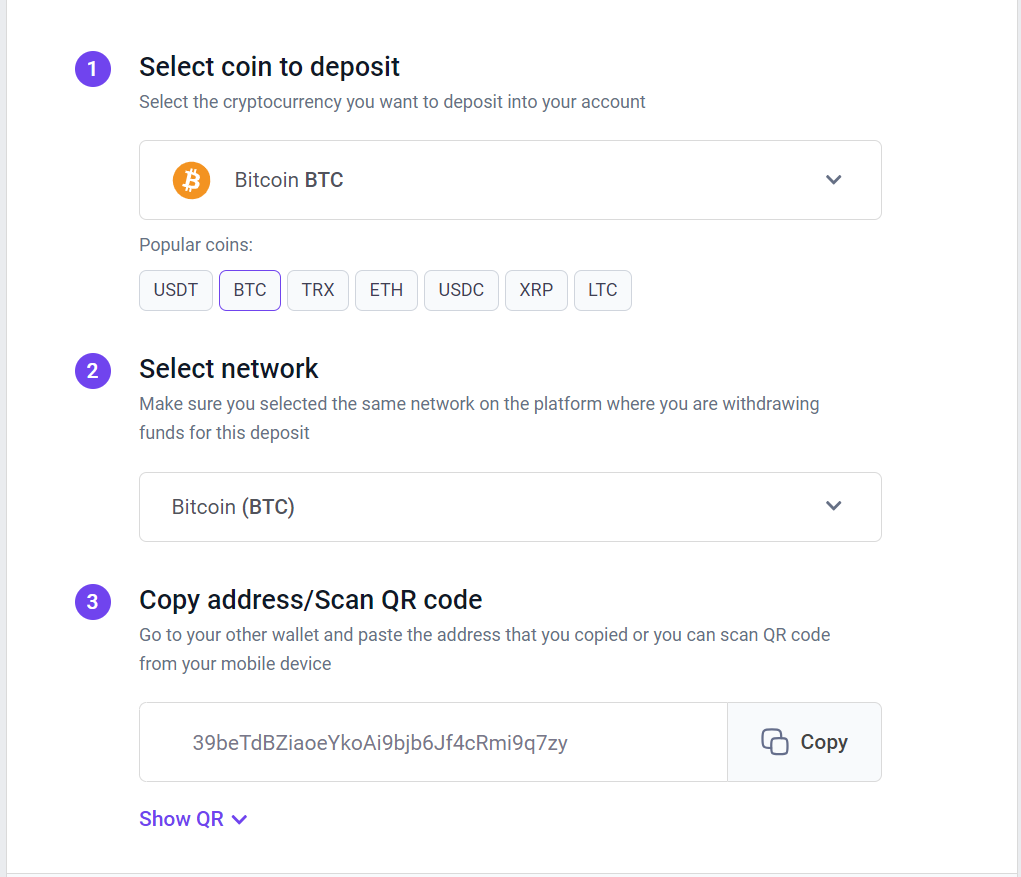 1
Select coin to deposit
Select the cryptocurrency you want to deposit into your account
Bitcoin BTC
Popular coins:
USDT BTC TRX ETH USDC XRP LTC
2
Select network
Make sure you selected the same network on the platform where you are withdrawing
funds for this deposit
Bitcoin (BTC)
3
Copy address/Scan QR code
Go to your other wallet and paste the address that you copied or you can scan QR code
from your mobile device
39beTdBZiaoeYkoAi9bjb6Jf4cRmi9q7zy Copy
Show QR